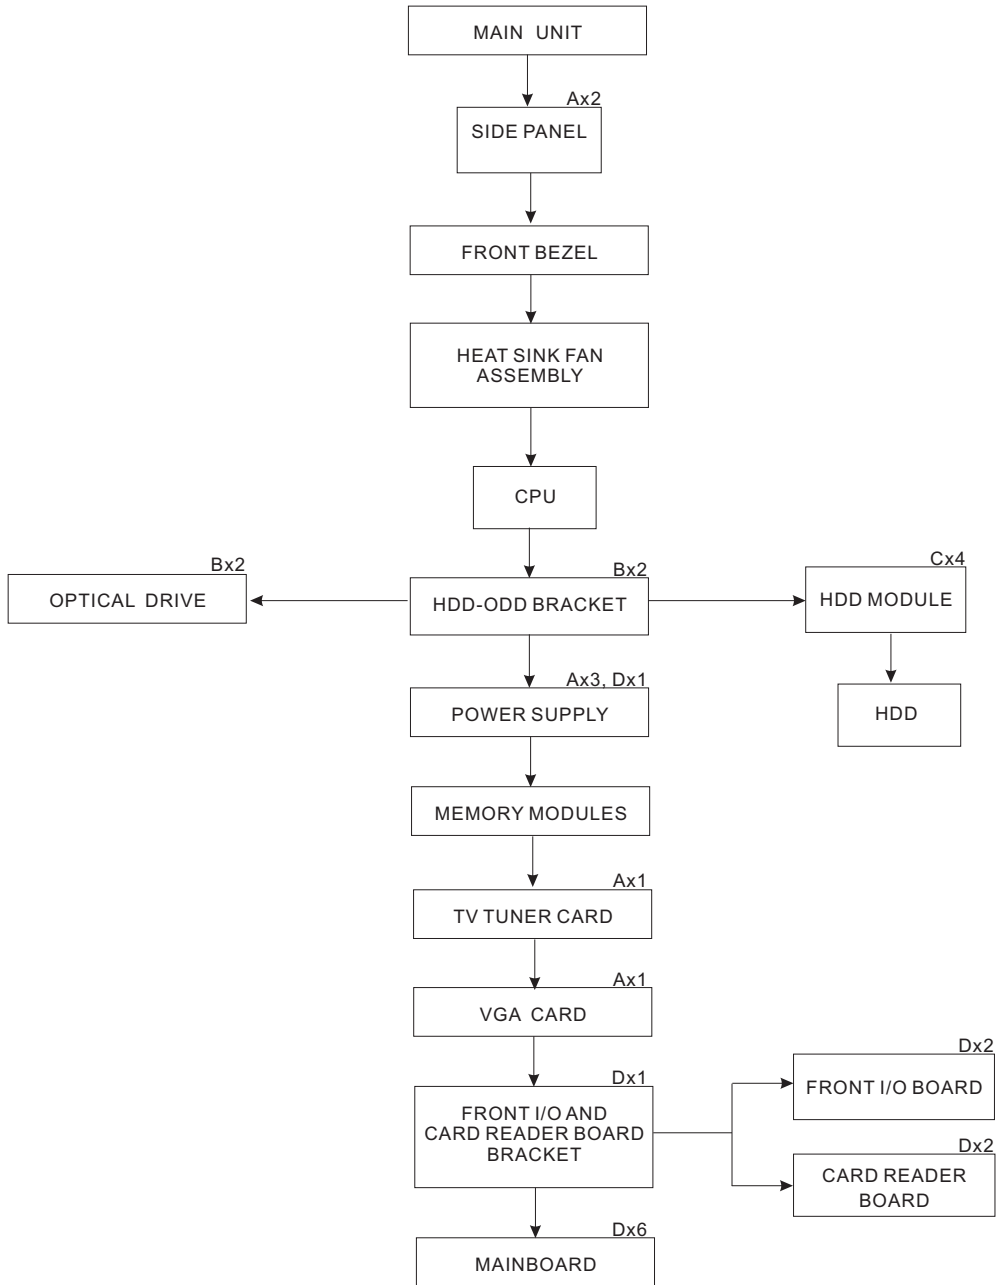 MAIN UNIT
Ax2
SIDE PANEL
FRONT BEZEL
HEAT SINK FAN
ASSEMBLY
CPU
Bx2
OPTICAL DRIVE
Bx2
HDD-ODD BRACKET
Cx4
HDD MODULE
HDD
Ax3, Dx1
POWER SUPPLY
MEMORY MODULES
Ax1
TV TUNER CARD
Ax1
VGA CARD
Dx1
FRONT I/O AND
CARD READER BOARD
BRACKET
Dx2
FRONT I/O BOARD
Dx2
CARD READER
BOARD
Dx6
MAINBOARD